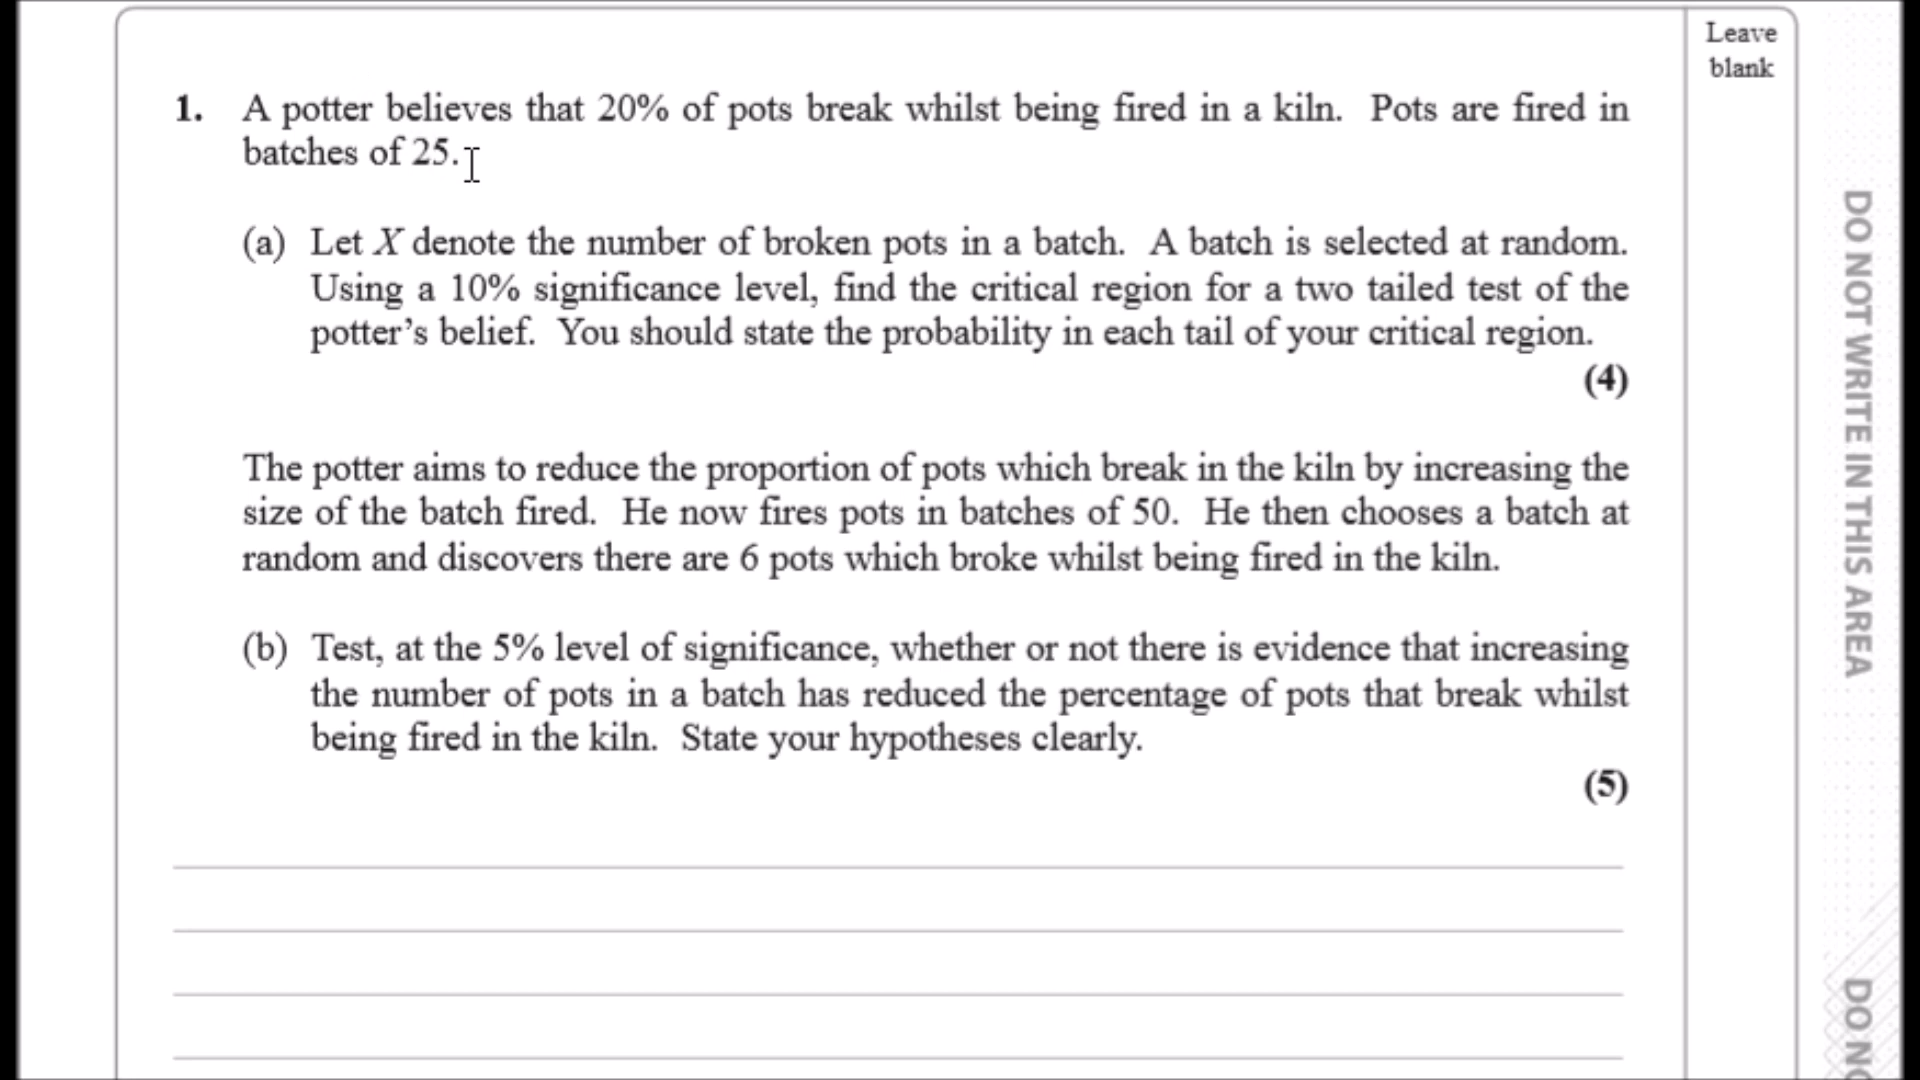 Leave
blank
1. A potter believes that 20% of pots break whilst being fired in a kiln. Pots are fired in
batches of 25.
(a) Let X denote the number of broken pots in a batch. A batch is selected at random.
Using a 10% significance level, find the critical region for a two tailed test of the
potter’s belief. You should state the probability in each tail of your critical region.
(4)
The potter aims to reduce the proportion of pots which break in the kiln by increasing the
size of the batch fired. He now fires pots in batches of 50. He then chooses a batch at
random and discovers there are 6 pots which broke whilst being fired in the kiln.
(b) Test, at the 5% level of significance, whether or not there is evidence that increasing
the number of pots in a batch has reduced the percentage of pots that break whilst
being fired in the kiln. State your hypotheses clearly.
(5)
DO NOT WRITE IN THIS AREA
DO NO